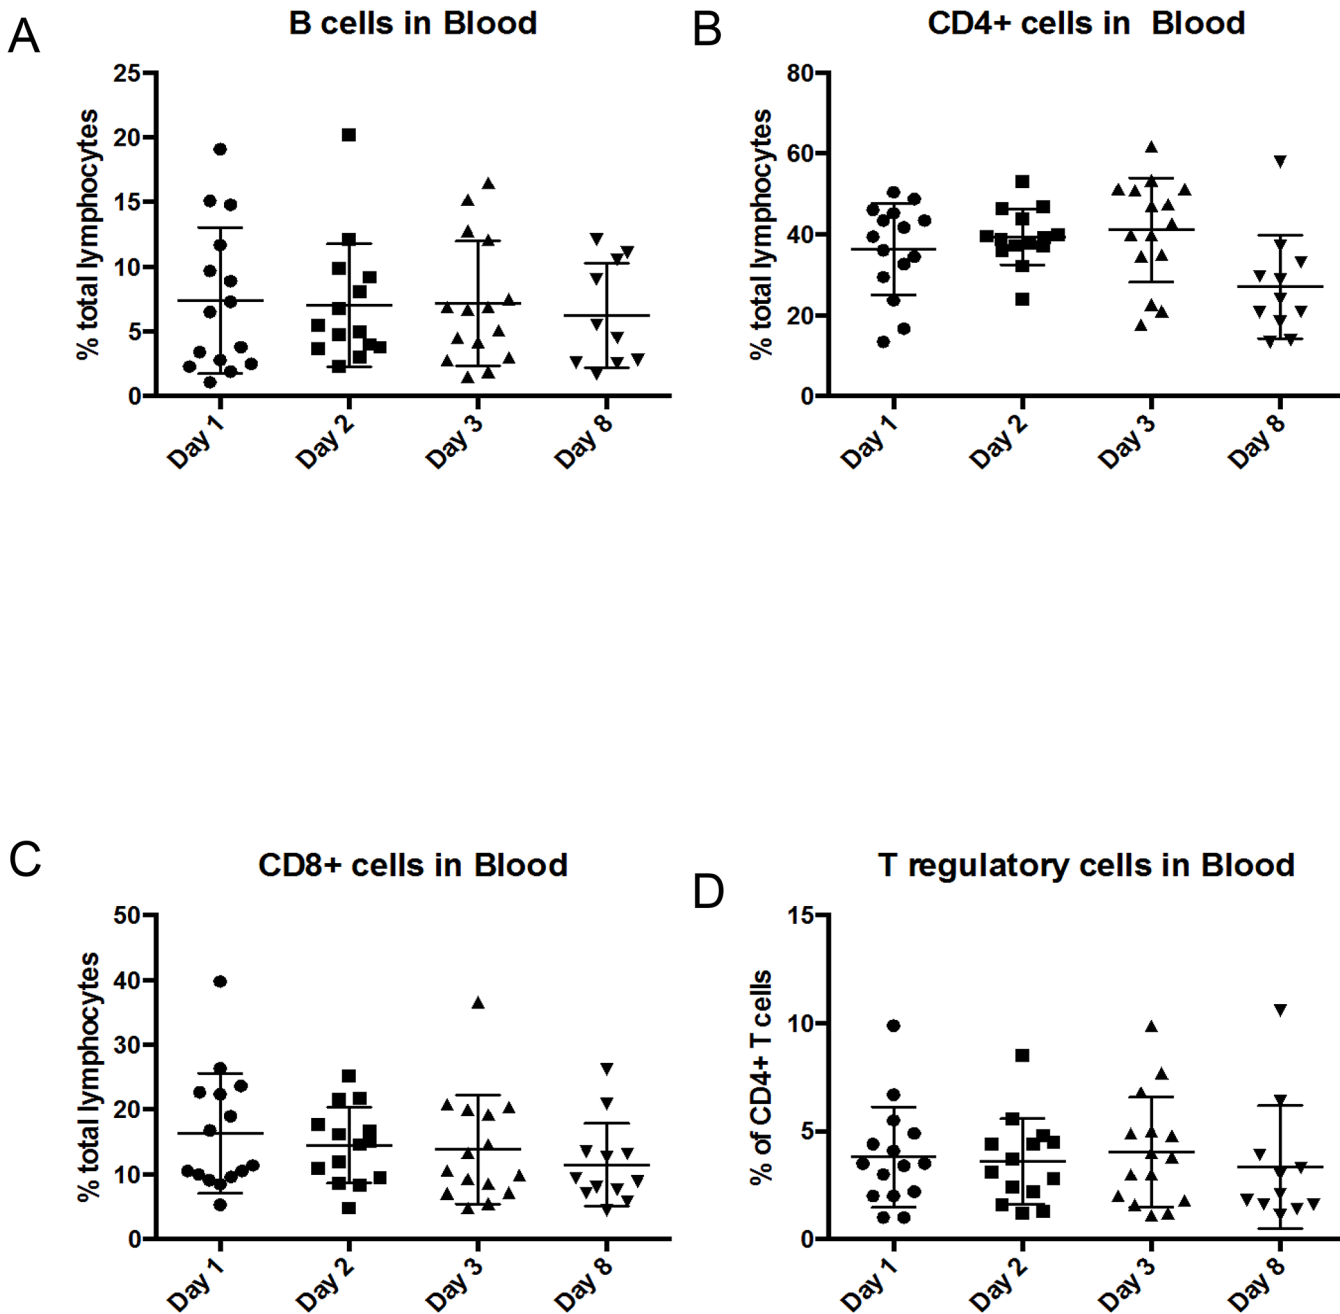 A
B cells in Blood
% total lymphocytes
25
20
15
10
5
0
Day 1
Day 2
Day 3
Day 8
B
CD4+ cells in Blood
% total lymphocytes
80
60
40
20
0
Day 1
Day 2
Day 3
Day 8
C
CD8+ cells in Blood
% total lymphocytes
50
40
30
20
10
0
Day 1
Day 2
Day 3
Day 8
D
T regulatory cells in Blood
% of CD4+ T cells
15
10
5
0
Day 1
Day 2
Day 3
Day 8